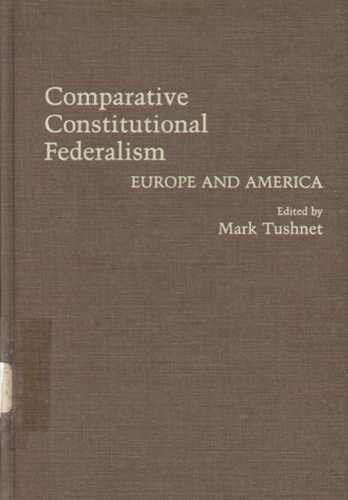 Comparative
Constitutional
Federalism
EUROPE AND AMERICA
Edited by
Mark Tushnet